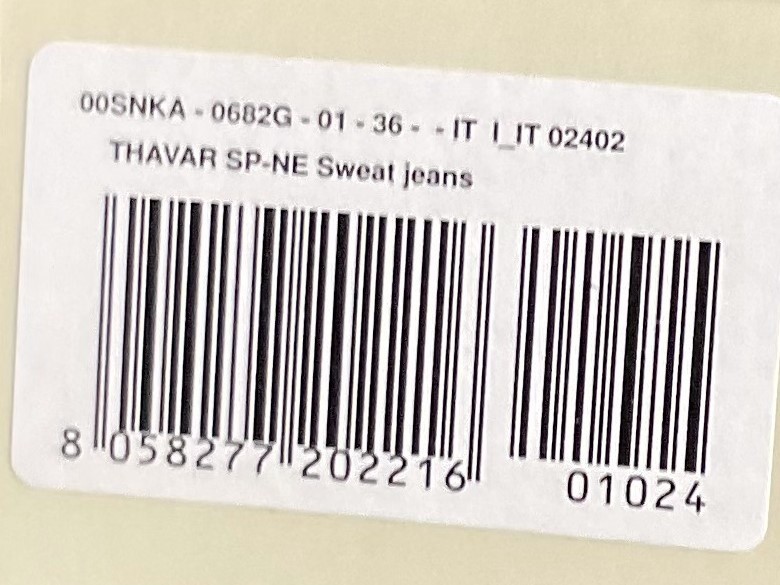 00SNKA - 0682G - 01 - 36 - - IT I_IT 02402
THAVAR SP-NE Sweat jeans
8 058277 202216 01024